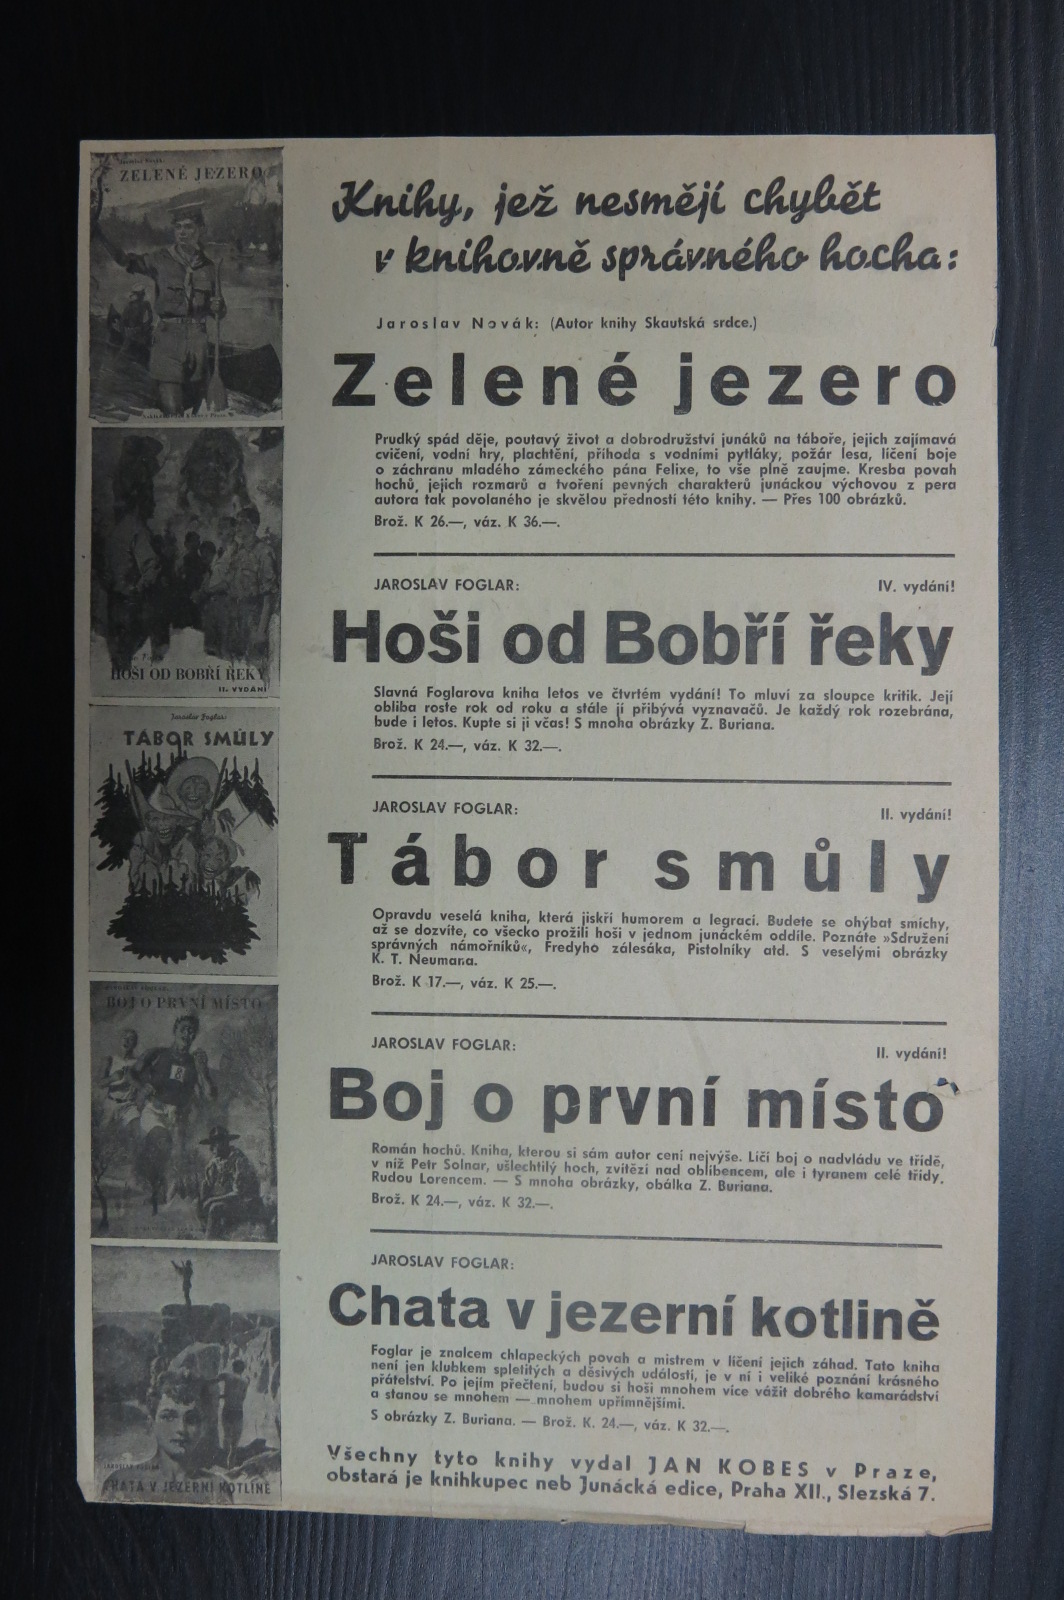 Knihy, jež nesmějí chybět
v knihovně správného hocha:
Jaroslav Novák: (Autor knihy Skautská srdce.)
Zelené jezero
Prudký spád děje, poutavý život a dobrodružství junáků na táboře, jejich zajímavá
cvičení, vodní hry, plachtění, příhoda s vodními pytláky, požár lesa, líčení boje
o záchranu mladého zámeckého pána Felixe, to vše plně zaujme. Kresba povah
hochů, jejich rozmarů a tvoření pevných charakterů junáckou výchovou z pera
autora tak povolaného je skvělou předností této knihy. — Přes 100 obrázků.
Brož. K 26.—, váz. K 36.—.
JAROSLAV FOGLAR: IV. vydání!
Hoši od Bobří řeky
Slavná Foglarova kniha letos ve čtvrtém vydání! To mluví za sloupce kritik. Její
obliba roste rok od roku a stále jí přibývá vyznavačů. Je každý rok rozebrána,
bude i letos. Kupte si ji včas! S mnoha obrázky Z. Buriana.
Brož. K 24.—, váz. K 32.—.
JAROSLAV FOGLAR: II. vydání!
Tábor smůly
Opravdu veselá kniha, která jiskří humorem a legrací. Budete se ohýbat smíchy,
až se dozvíte, co všecko prožili hoši v jednom junáckém oddíle. Poznáte »Sdružení
správných námořníků«, Fredyho zálesáka, Pistolníky atd. S veselými obrázky
K. T. Neumana.
Brož. K 17.—, váz. K 25.—.
JAROSLAV FOGLAR: II. vydání!
Boj o první místo
Román hochů. Kniha, kterou si sám autor cení nejvýše. Líčí boj o nadvládu ve třídě,
v níž Petr Solnar, ušlechtilý hoch, zvítězí nad oblíbencem, ale i tyranem celé třídy,
Rudou Lorencem. — S mnoha obrázky, obálka Z. Buriana.
Brož. K 24.—, váz. K 32.—.
JAROSLAV FOGLAR:
Chata v jezerní kotlině
Foglar je znalcem chlapeckých povah a mistrem v líčení jejich záhad. Tato kniha
není jen klubkem spletitých a děsivých událostí, je v ní i veliké poznání krásného
přátelství. Po jejím přečtení, budou si hoši mnohem více vážit dobrého kamarádství
a stanou se mnohem — mnohem upřímnějšími.
S obrázky Z. Buriana. — Brož. K. 24.—, váz. K 32.—.
Všechny tyto knihy vydal JAN KOBES v Praze,
obstará je knihkupec neb Junácká edice, Praha XII., Slezská 7.
ZELENÉ JEZERO
HOŠI OD BOBŘÍ ŘEKY
II. VYDÁNÍ
Jaroslav Foglar
TÁBOR SMŮLY
BOJ O PRVNÍ MÍSTO
8
JAROSLAV FOGLAR
CHATA V JEZERNÍ KOTLINĚ